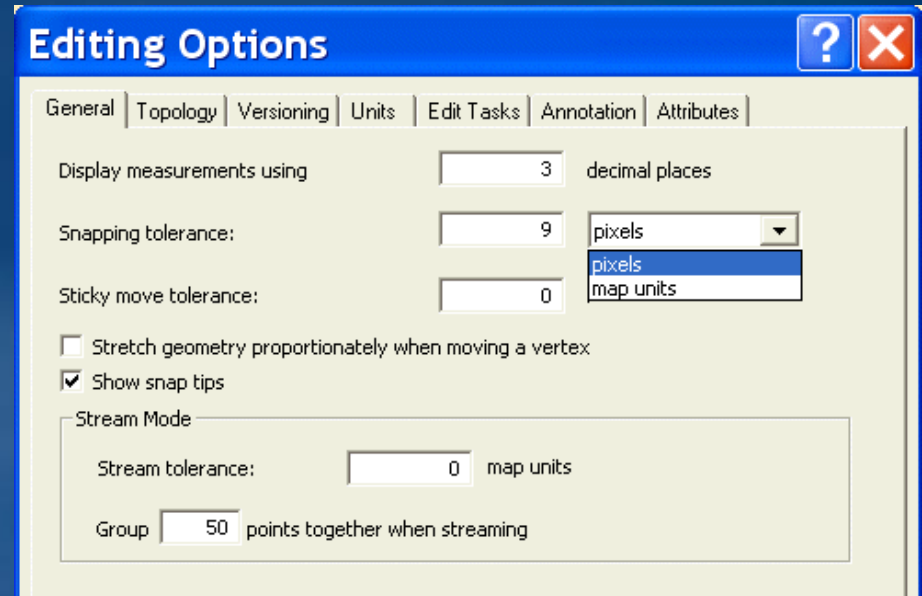 Editing Options
General Topology Versioning Units Edit Tasks Annotation Attributes
Display measurements using 3 decimal places
Snapping tolerance: 9 pixels
pixels
map units
Sticky move tolerance: 0
Stretch geometry proportionately when moving a vertex
Show snap tips
Stream Mode
Stream tolerance: 0 map units
Group 50 points together when streaming